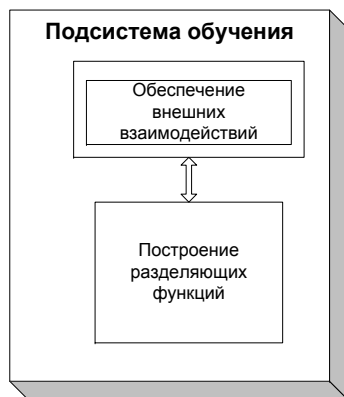 Подсистема обучения
Обеспечение
внешних
взаимодействий
Построение
разделяющих
функций